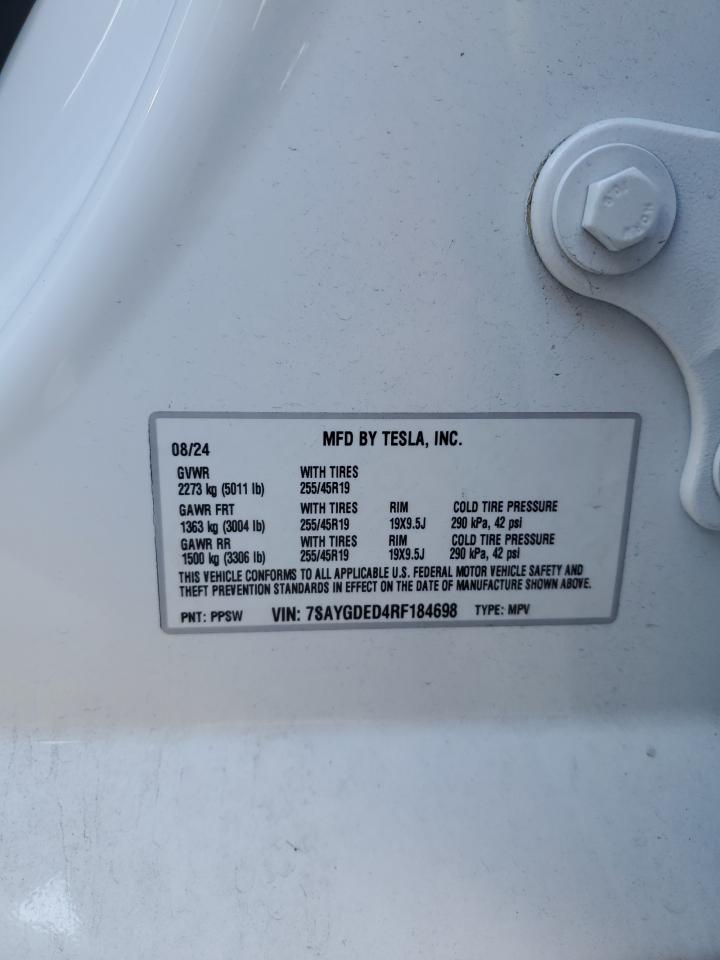 MFD BY TESLA, INC.
08/24
GVWR WITH TIRES
2273 kg (5011 lb) 255/45R19
GAWR FRT WITH TIRES RIM COLD TIRE PRESSURE
1363 kg (3004 lb) 255/45R19 19X9.5J 290 kPa, 42 psi
GAWR RR WITH TIRES RIM COLD TIRE PRESSURE
1500 kg (3306 lb) 255/45R19 19X9.5J 290 kPa, 42 psi
THIS VEHICLE CONFORMS TO ALL APPLICABLE U.S. FEDERAL MOTOR VEHICLE SAFETY AND
THEFT PREVENTION STANDARDS IN EFFECT ON THE DATE OF MANUFACTURE SHOWN ABOVE.
PNT: PPSW VIN: 7SAYGDED4RF184698 TYPE: MPV